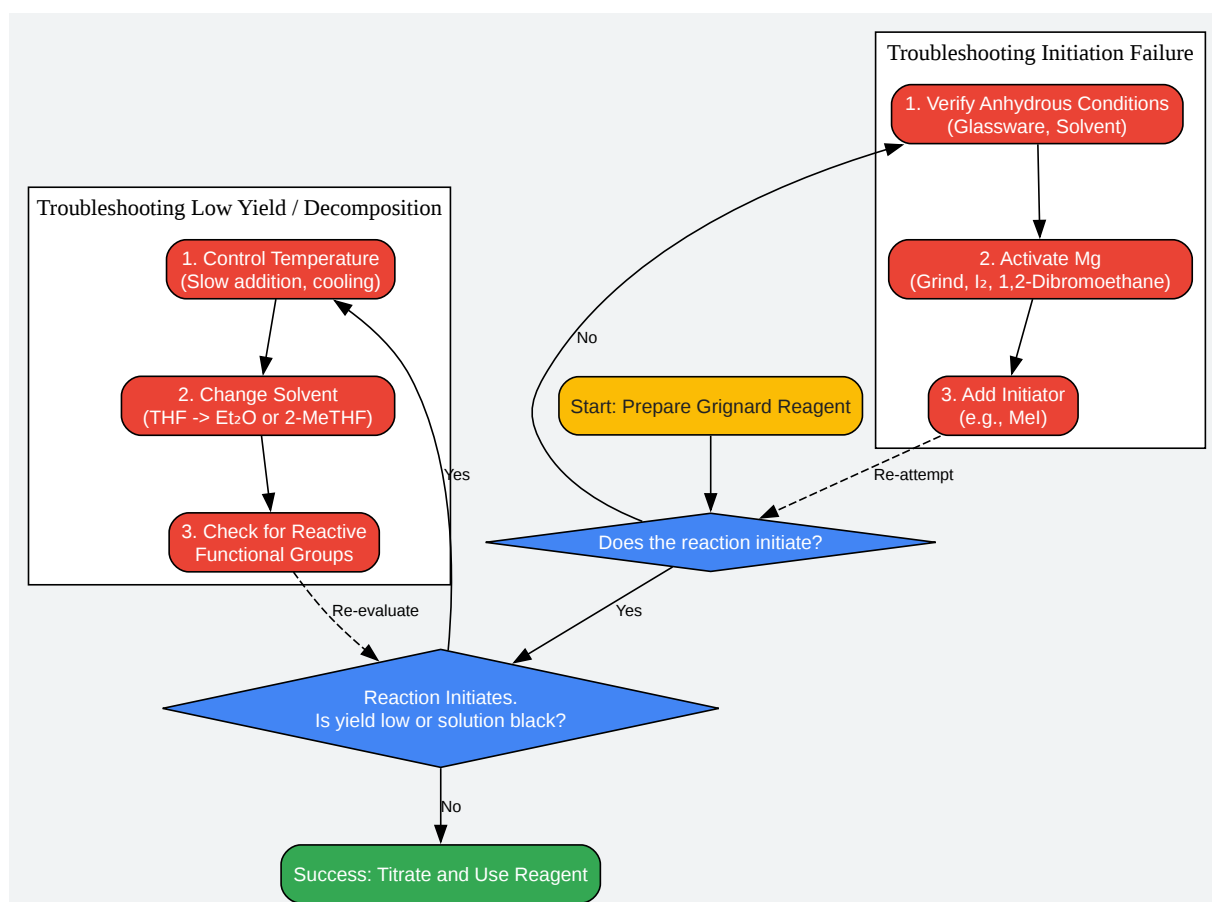 Troubleshooting Initiation Failure
1. Verify Anhydrous Conditions
(Glassware, Solvent)
2. Activate Mg
(Grind, I₂, 1,2-Dibromoethane)
3. Add Initiator
(e.g., MeI)
Troubleshooting Low Yield / Decomposition
1. Control Temperature
(Slow addition, cooling)
2. Change Solvent
(THF -> Et₂O or 2-MeTHF)
3. Check for Reactive
Functional Groups
No
Start: Prepare Grignard Reagent
Yes
Re-attempt
Does the reaction initiate?
Re-evaluate
Yes
Reaction Initiates.
Is yield low or solution black?
No
Success: Titrate and Use Reagent